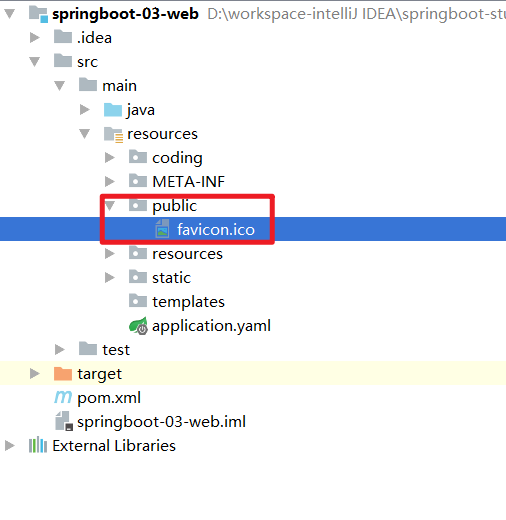 springboot-03-web D:\workspace-intelliJ IDEA\springboot-stu
.idea
src
main
java
resources
coding
META-INF
public
favicon.ico
resources
static
templates
application.yaml
test
target
pom.xml
springboot-03-web.iml
External Libraries